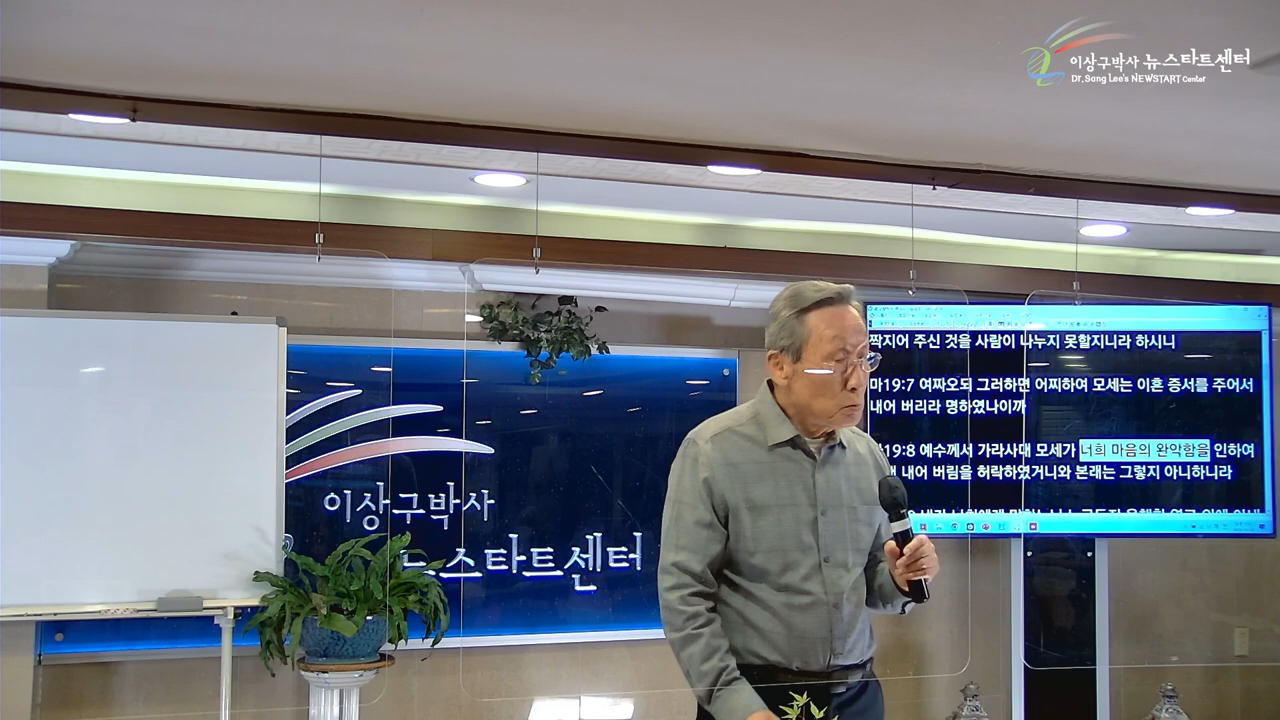 이상구박사 뉴스타트센터
Dr. Sang Lee's NEWSTART Center
짝지어 주신 것을 사람이 나누지 못할지니라 하시니
마19:7 여짜오되 그러하면 어찌하여 모세는 이혼 증서를 주어서
내어 버리라 명하였나이까
19:8 예수께서 가라사대 모세가 너희 마음의 완악함을 인하여
내어 버림을 허락하였거니와 본래는 그렇지 아니하니라
이상구박사
뉴스타트센터